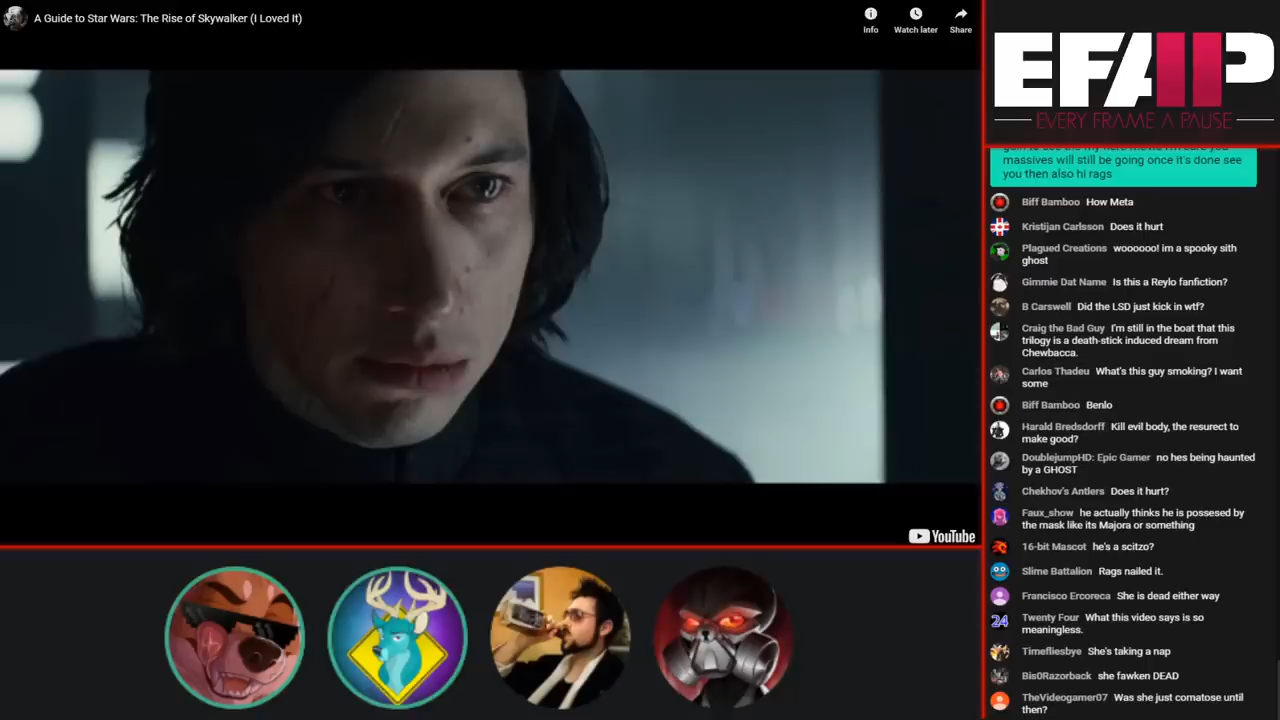 A Guide to Star Wars: The Rise of Skywalker (I Loved It)
Info
Watch later
Share
YouTube
EFAP
EVERY FRAME A PAUSE
massives will still be going once it's done see
you then also hi rags
Biff Bamboo How Meta
Kristijan Carlsson Does it hurt
Plagued Creations woooooo! im a spooky sith
ghost
Gimmie Dat Name Is this a Reylo fanfiction?
B Carswell Did the LSD just kick in wtf?
Craig the Bad Guy I'm still in the boat that this
trilogy is a death-stick induced dream from
Chewbacca.
Carlos Thadeu What's this guy smoking? I want
some
Biff Bamboo Benlo
Harald Bredsdorff Kill evil body, the resurect to
make good?
DoublejumpHD: Epic Gamer no hes being haunted
by a GHOST
Chekhov's Antlers Does it hurt?
Faux_show he actually thinks he is possesed by
the mask like its Majora or something
16-bit Mascot he's a scitzo?
Slime Battalion Rags nailed it.
Francisco Ercoreca She is dead either way
24
Twenty Four What this video says is so
meaningless.
Timefliesbye She's taking a nap
Bis0Razorback she fawken DEAD
TheVideogamer07 Was she just comatose until
then?